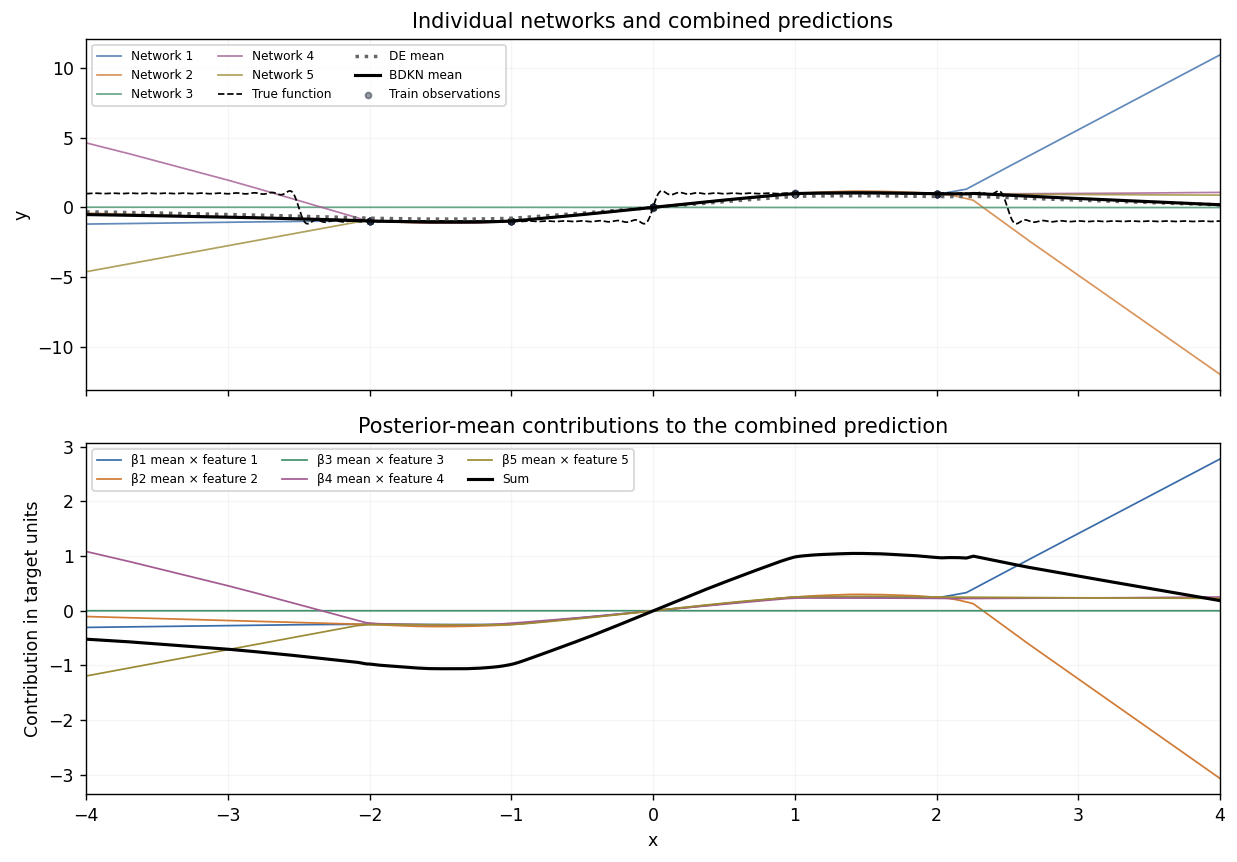 Individual networks and combined predictions
Network 1 Network 4 DE mean
Network 2 Network 5 BDKN mean
Network 3 True function Train observations
10
5
0
−5
−10
y
Posterior-mean contributions to the combined prediction
β1 mean × feature 1 β3 mean × feature 3 β5 mean × feature 5
β2 mean × feature 2 β4 mean × feature 4 Sum
3
2
1
0
−1
−2
−3
Contribution in target units
−4 −3 −2 −1 0 1 2 3 4
x